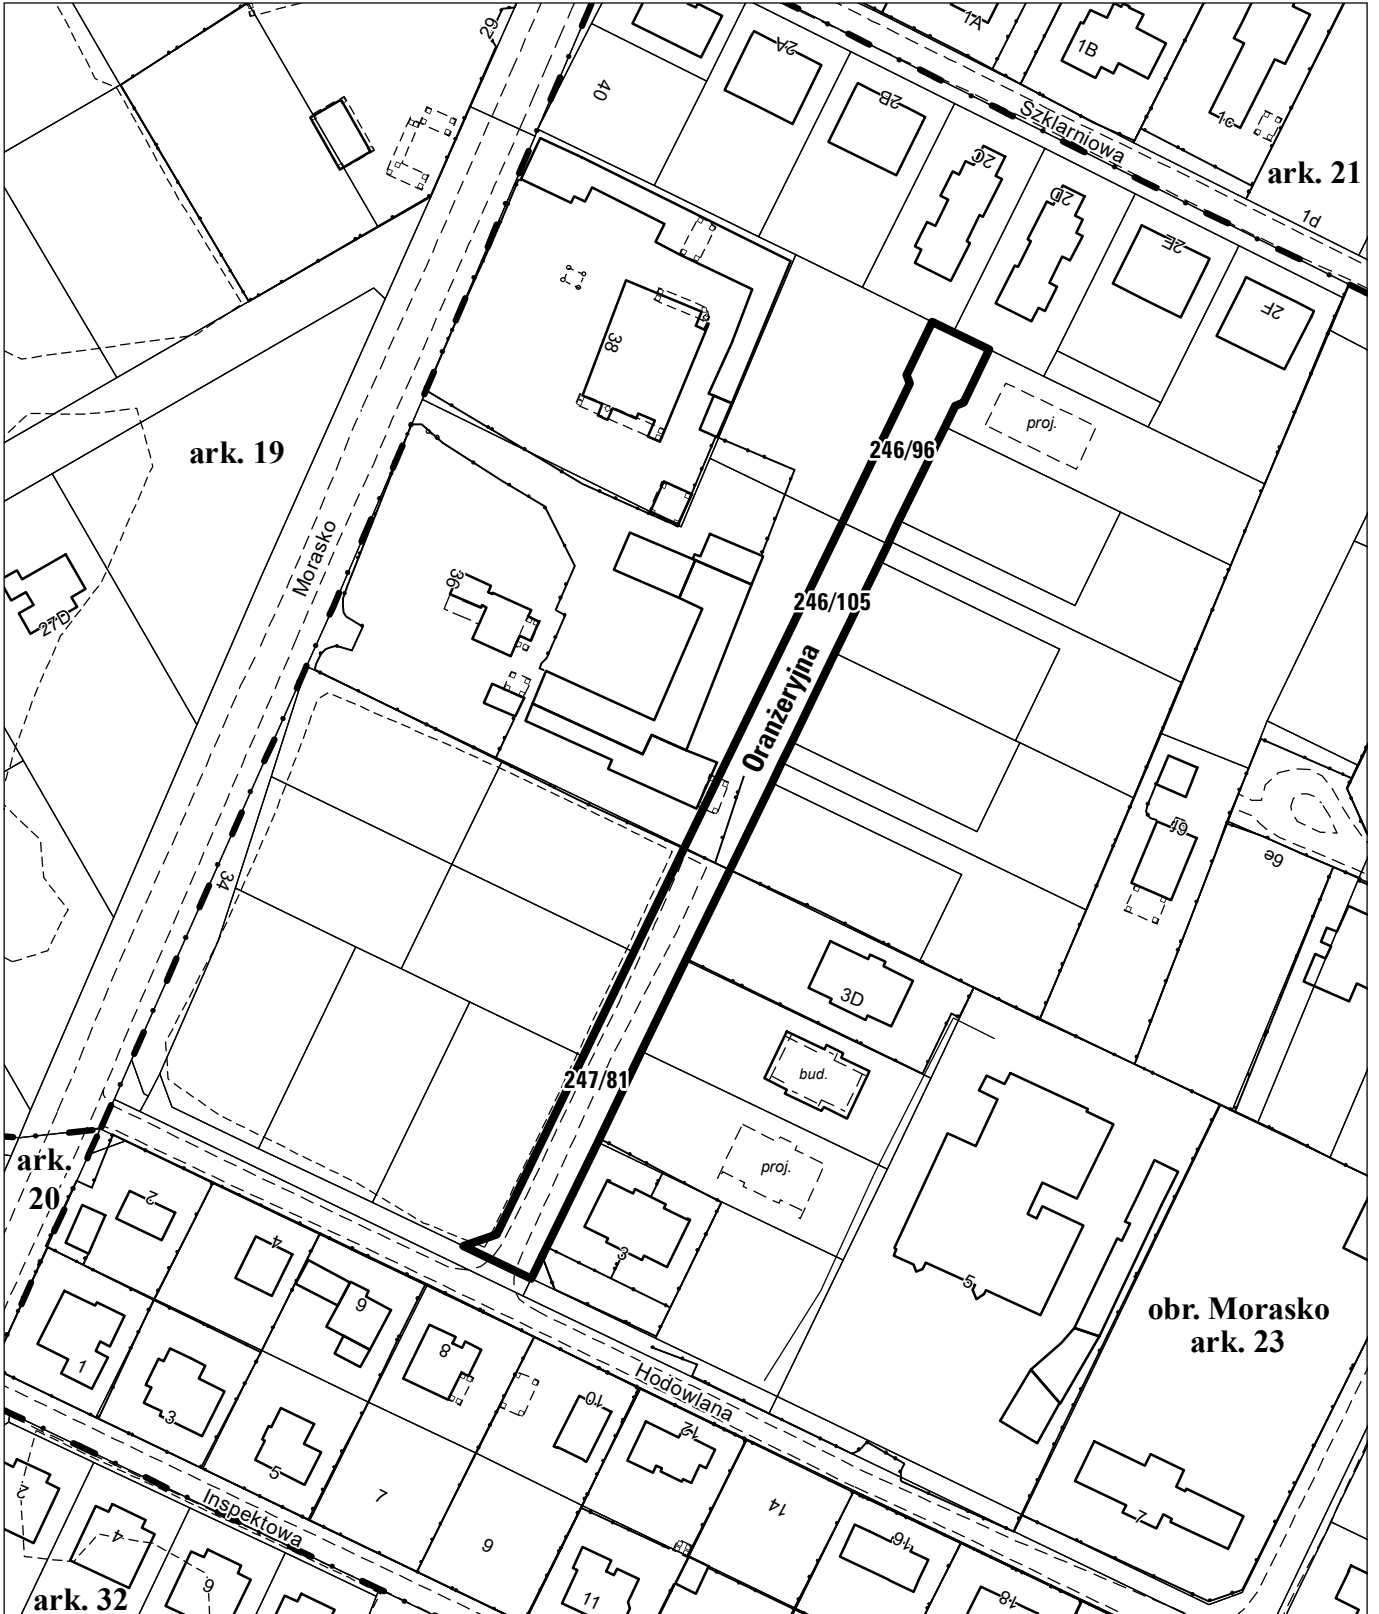 29
1A
2A
1B
40
2B
1c
Szklarniowa
ark. 21
2C
2D
1d
2E
2F
38
proj.
246/96
ark. 19
Morasko
36
246/105
27D
Oranżeryjna
6f
6e
34
3D
bud.
247/81
ark.
20
proj.
2
4
3
5
obr. Morasko
ark. 23
6
1
8
Hodowlana
3
10
12
5
7
14
Inspektowa
2
4
9
16
7
6
11
18
ark. 32